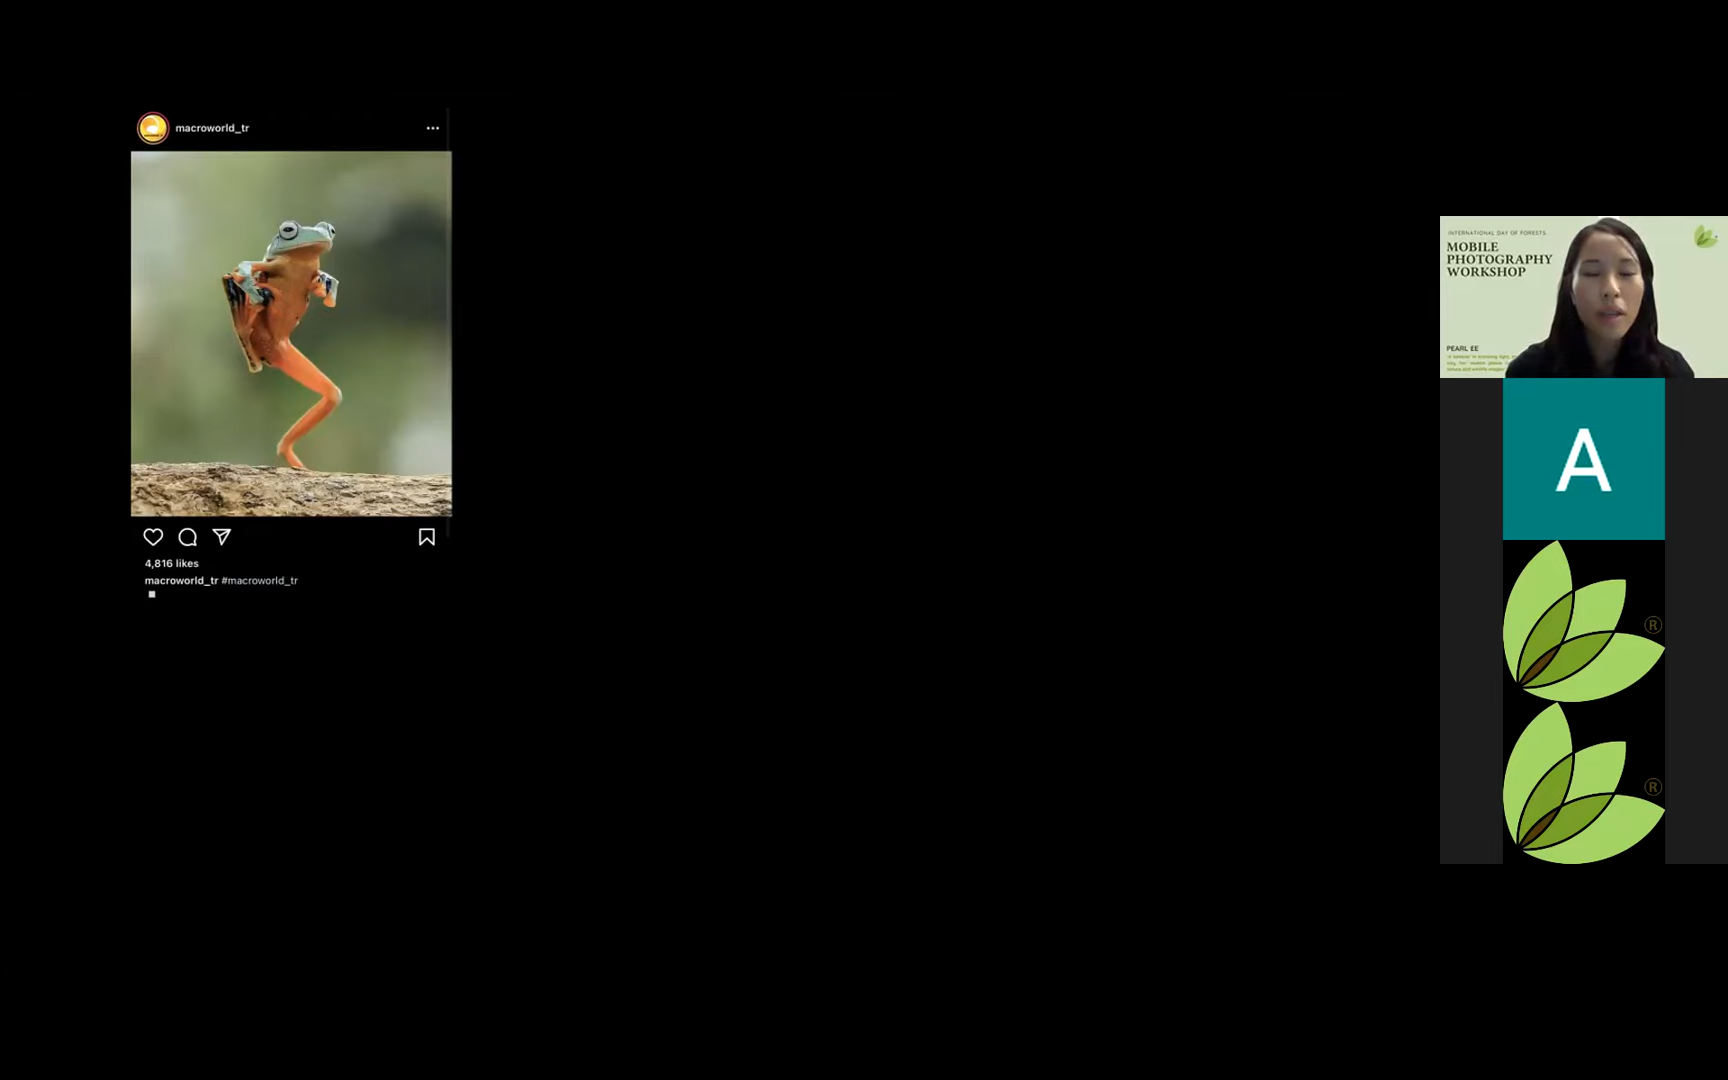 macroworld_tr
4,816 likes
macroworld_tr #macroworld_tr
INTERNATIONAL DAY OF FORESTS
MOBILE
PHOTOGRAPHY
WORKSHOP
PEARL EE
A
®
®